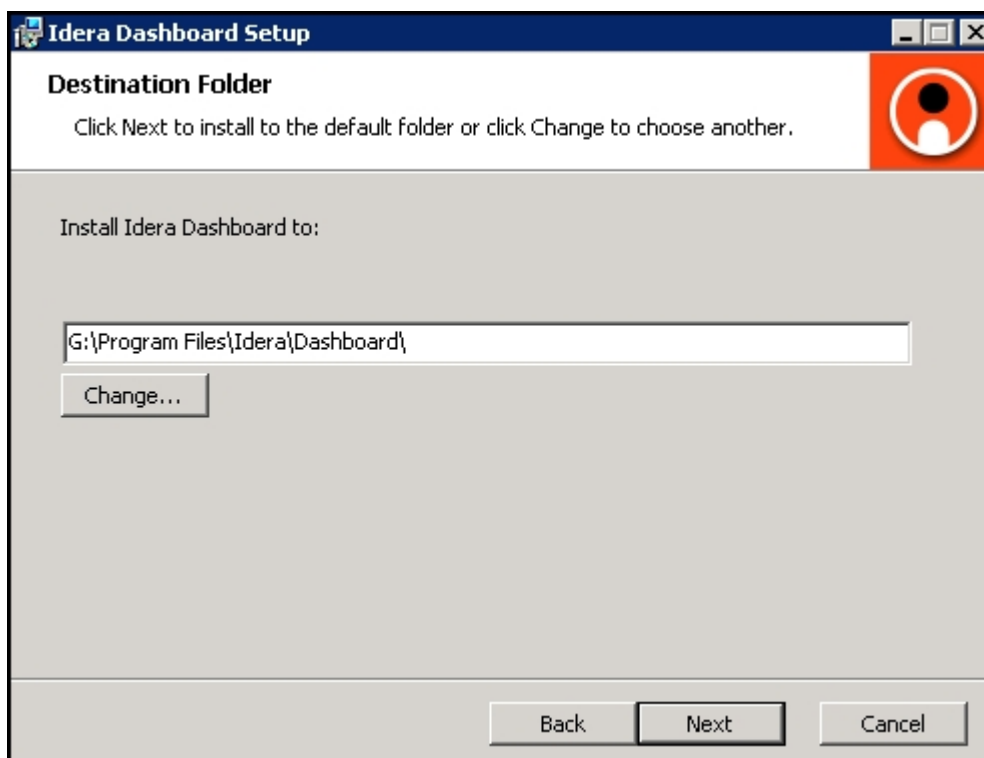 Idera Dashboard Setup
Destination Folder
Click Next to install to the default folder or click Change to choose another.
Install Idera Dashboard to:
G:\Program Files\Idera\Dashboard\
Change...
Back Next Cancel